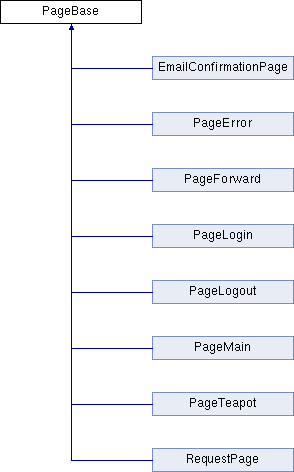 PageBase
EmailConfirmationPage
PageError
PageForward
PageLogin
PageLogout
PageMain
PageTeapot
RequestPage